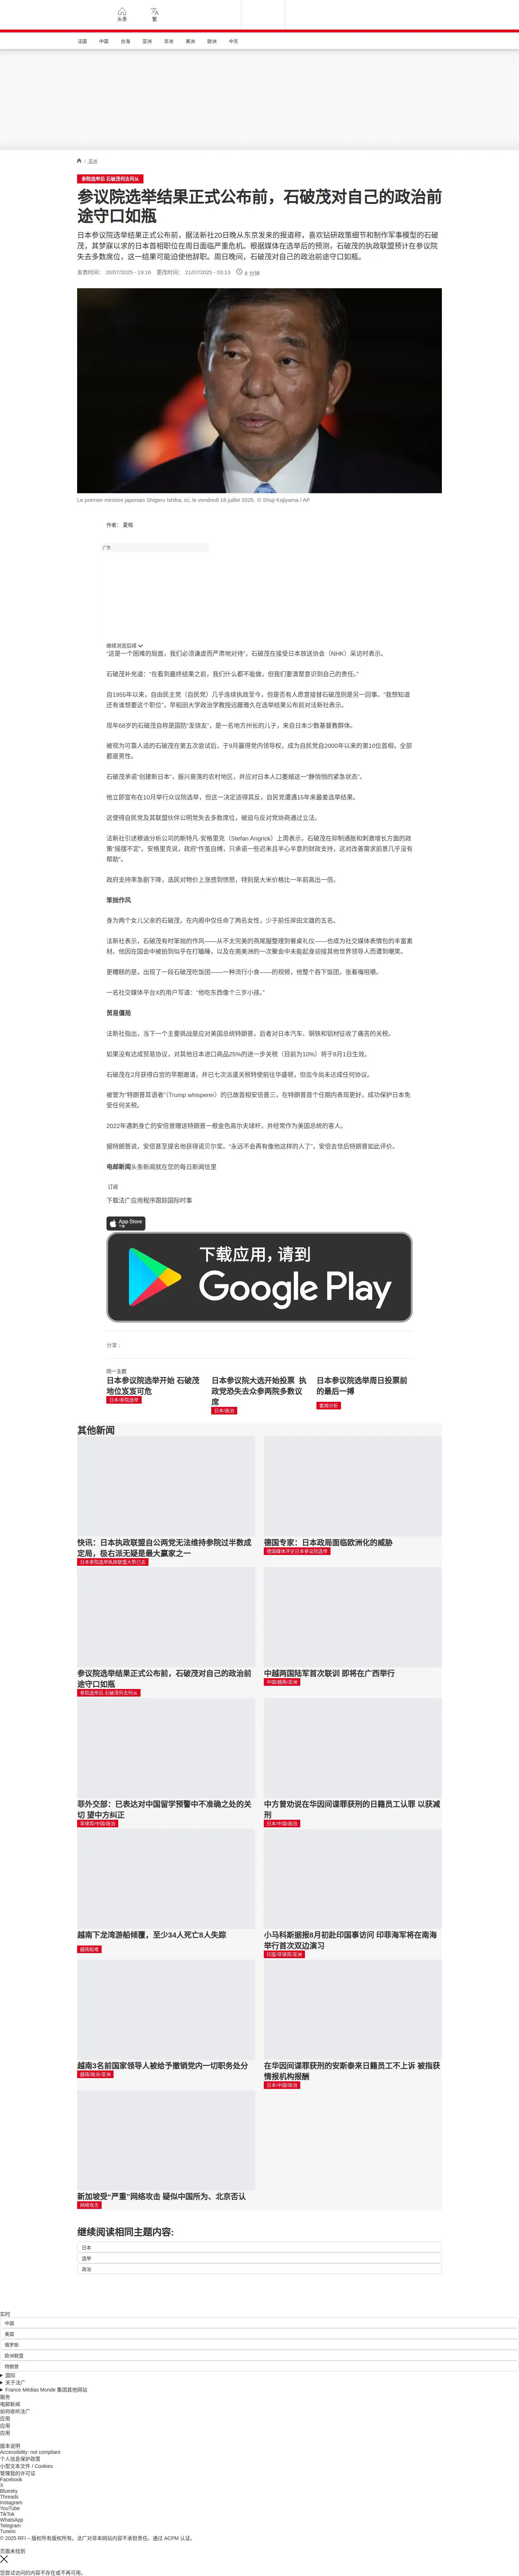 头条
繁
法国
中国
台海
亚洲
非洲
美洲
欧洲
中东
/ 亚洲
参院选举后 石破茂何去何从
参议院选举结果正式公布前，石破茂对自己的政治前
途守口如瓶
日本参议院选举结果正式公布前，据法新社20日晚从东京发来的报道称，喜欢钻研政策细节和制作军事模型的石破
茂，其梦寐以求的日本首相职位在周日面临严重危机。根据媒体在选举后的预测，石破茂的执政联盟预计在参议院
失去多数席位，这一结果可能迫使他辞职。周日晚间，石破茂对自己的政治前途守口如瓶。
发表时间： 20/07/2025 - 19:16 更改时间： 21/07/2025 - 03:13 8 分钟
Le premier ministre japonais Shigeru Ishiba, ici, le vendredi 18 juillet 2025. © Shuji Kajiyama / AP
作者： 夏榕
广告
继续浏览后续
“这是一个困难的局面，我们必须谦虚而严肃地对待”，石破茂在接受日本放送协会（NHK）采访时表示。
石破茂补充道：“在看到最终结果之前，我们什么都不能做，但我们要清楚意识到自己的责任。”
自1955年以来，自由民主党（自民党）几乎连续执政至今，但是否有人愿意接替石破茂则是另一回事。“我想知道
还有谁想要这个职位”，早稻田大学政治学教授远藤雅久在选举结果公布前对法新社表示。
现年68岁的石破茂自称是国防“发烧友”，是一名地方州长的儿子，来自日本少数基督教群体。
被视为可靠人选的石破茂在第五次尝试后，于9月赢得党内领导权，成为自民党自2000年以来的第10位首相，全部
都是男性。
石破茂承诺“创建新日本”，振兴衰落的农村地区，并应对日本人口萎缩这一“静悄悄的紧急状态”。
他立即宣布在10月举行众议院选举，但这一决定适得其反，自民党遭遇15年来最差选举结果。
这使得自民党及其联盟伙伴公明党失去多数席位，被迫与反对党协商通过立法。
法新社引述穆迪分析公司的斯特凡·安格里克（Stefan Angrick）上周表示，石破茂在抑制通胀和刺激增长方面的政
策“摇摆不定”。安格里克说，政府“作茧自缚，只承诺一些迟来且半心半意的财政支持，这对改善需求前景几乎没有
帮助”。
政府支持率急剧下降，选民对物价上涨感到愤怒，特别是大米价格比一年前高出一倍。
笨拙作风
身为两个女儿父亲的石破茂，在内阁中仅任命了两名女性，少于前任岸田文雄的五名。
法新社表示，石破茂有时笨拙的作风——从不太完美的燕尾服整理到餐桌礼仪——也成为社交媒体表情包的丰富素
材。他因在国会中被拍到似乎在打瞌睡，以及在南美洲的一次聚会中未能起身迎接其他世界领导人而遭到嘲笑。
更糟糕的是，出现了一段石破茂吃饭团——一种流行小食——的视频，他整个吞下饭团，张着嘴咀嚼。
一名社交媒体平台X的用户写道：“他吃东西像个三岁小孩。”
贸易僵局
法新社指出，当下一个主要挑战是应对美国总统特朗普，后者对日本汽车、钢铁和铝材征收了痛苦的关税。
如果没有达成贸易协议，对其他日本进口商品25%的进一步关税（目前为10%）将于8月1日生效。
石破茂在2月获得白宫的早期邀请，并已七次派遣关税特使前往华盛顿，但迄今尚未达成任何协议。
被誉为“特朗普耳语者”（Trump whisperer）的已故首相安倍晋三，在特朗普首个任期内表现更好，成功保护日本免
受任何关税。
2022年遇刺身亡的安倍曾赠送特朗普一根金色高尔夫球杆，并经常作为美国总统的客人。
据特朗普说，安倍甚至提名他获得诺贝尔奖。“永远不会再有像他这样的人了”，安倍去世后特朗普如此评价。
电邮新闻头条新闻就在您的每日新闻信里
订阅
下载法广应用程序跟踪国际时事
App Store
下载
下载应用，请到
Google Play
分享 :
同一主题
日本参议院选举开始 石破茂
地位岌岌可危
日本/参院选举
日本参议院大选开始投票 执
政党恐失去众参两院多数议
席
日本/政治
日本参议院选举周日投票前
的最后一搏
要闻分析
其他新闻
快讯：日本执政联盟自公两党无法维持参院过半数成
定局，极右派无疑是最大赢家之一
日本参院选举执政联盟大势已去
德国专家：日本政局面临欧洲化的威胁
德国媒体评论日本参议院选举
参议院选举结果正式公布前，石破茂对自己的政治前
途守口如瓶
参院选举后 石破茂何去何从
中越两国陆军首次联训 即将在广西举行
中国/越南/亚洲
菲外交部：已表达对中国留学预警中不准确之处的关
切 望中方纠正
菲律宾/中国/政治
中方曾劝说在华因间谍罪获刑的日籍员工认罪 以获减
刑
日本/中国/政治
越南下龙湾游船倾覆，至少34人死亡8人失踪
越南船难
小马科斯据报8月初赴印国事访问 印菲海军将在南海
举行首次双边演习
印度/菲律宾/亚洲
越南3名前国家领导人被给予撤销党内一切职务处分
越南/政治/亚洲
在华因间谍罪获刑的安斯泰来日籍员工不上诉 被指获
情报机构报酬
日本/中国/政治
新加坡受“严重”网络攻击 疑似中国所为、北京否认
网络攻击
继续阅读相同主题内容:
日本
选举
政治
实时
中国
美国
俄罗斯
欧洲联盟
特朗普
国际
关于法广
France Médias Monde 集团其他网站
服务
电邮新闻
如何收听法广
应用
应用
应用
版本说明
Accessibility: not compliant
个人信息保护政策
小型文本文件 / Cookies
管理我的许可证
Facebook
X
Bluesky
Threads
Instagram
YouTube
TikTok
WhatsApp
Telegram
TuneIn
© 2025 RFI – 版权所有版权所有。法广对非本网站内容不承担责任。通过 ACPM 认证。
页面未找到
您尝试访问的内容不存在或不再可用。